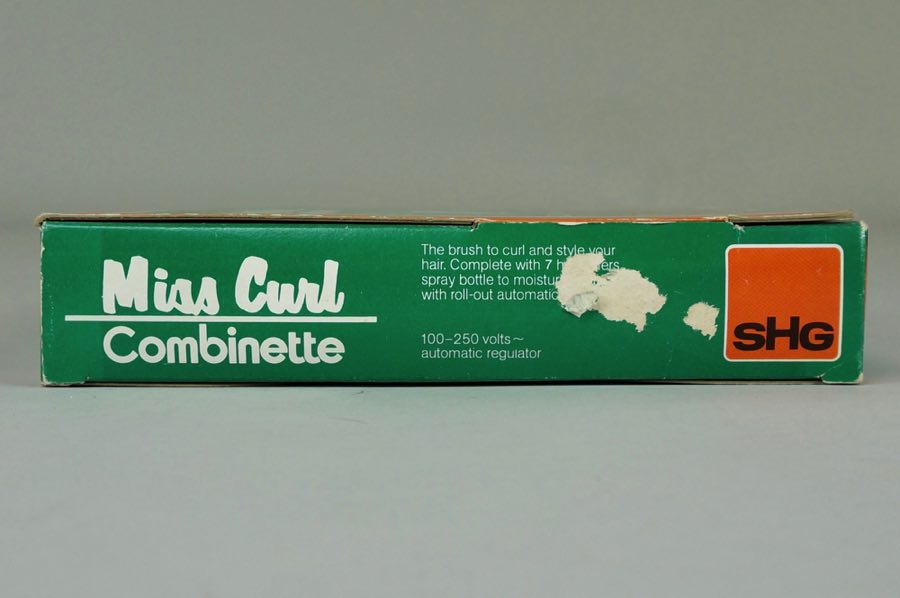 Miss Curl
Combinette
The brush to curl and style your
hair. Complete with 7
spray bottle to
with roll-out automatic
100-250 volts~
automatic regulator
SHG